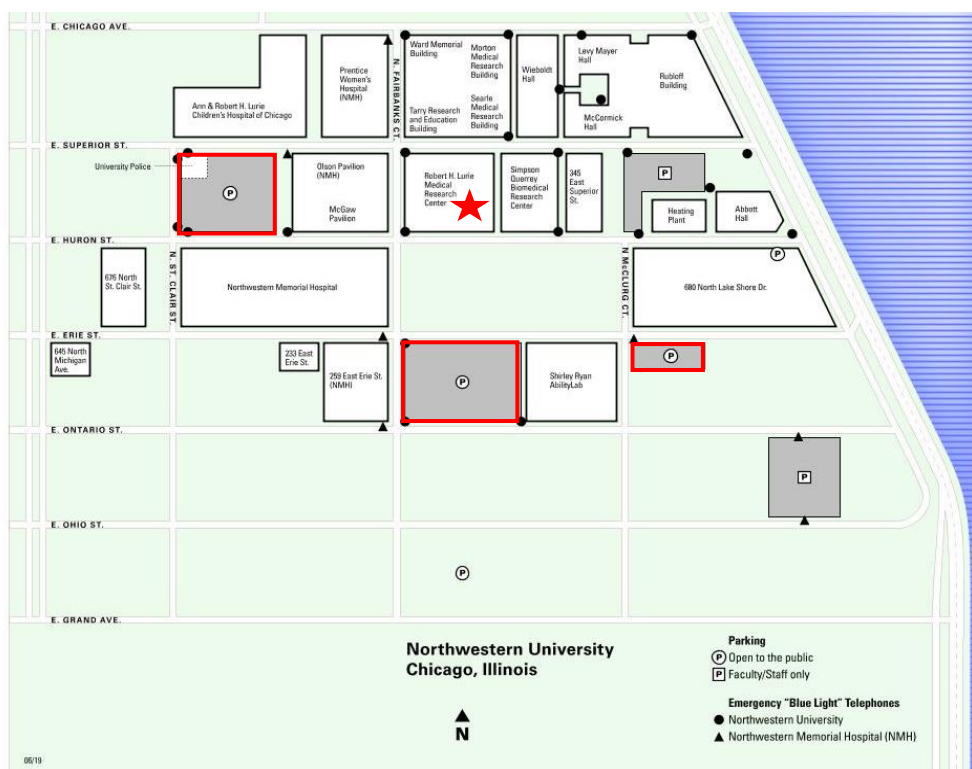 E. CHICAGO AVE.
Ward Memorial
Building
Morton
Medical
Research
Building
Levy Mayer
Hall
Prentice
Women's
Hospital
(NMH)
N. FAIRBANKS CT.
Wieboldt
Hall
Rubloff
Building
Ann & Robert H. Lurie
Children's Hospital of Chicago
Tarry Research
and Education
Building
Searle
Medical
Research
Building
McCormick
Hall
E. SUPERIOR ST.
University Police
P
Olson Pavilion
(NMH)
McGaw
Pavilion
Robert H. Lurie
Medical
Research
Center
Simpson
Querrey
Biomedical
Research
Center
345
East
Superior
St.
P
Heating
Plant
Abbott
Hall
E. HURON ST.
676 North
St. Clair St.
N. ST. CLAIR ST.
Northwestern Memorial Hospital
N McCLURG CT.
P
680 North Lake Shore Dr.
E. ERIE ST.
645 North
Michigan
Ave.
233 East
Erie St.
259 East Erie St.
(NMH)
P
Shirley Ryan
AbilityLab
P
E. ONTARIO ST.
P
E. OHIO ST.
P
E. GRAND AVE.
Northwestern University
Chicago, Illinois
N
Parking
P Open to the public
P Faculty/Staff only
Emergency "Blue Light" Telephones
Northwestern University
Northwestern Memorial Hospital (NMH)
06/19